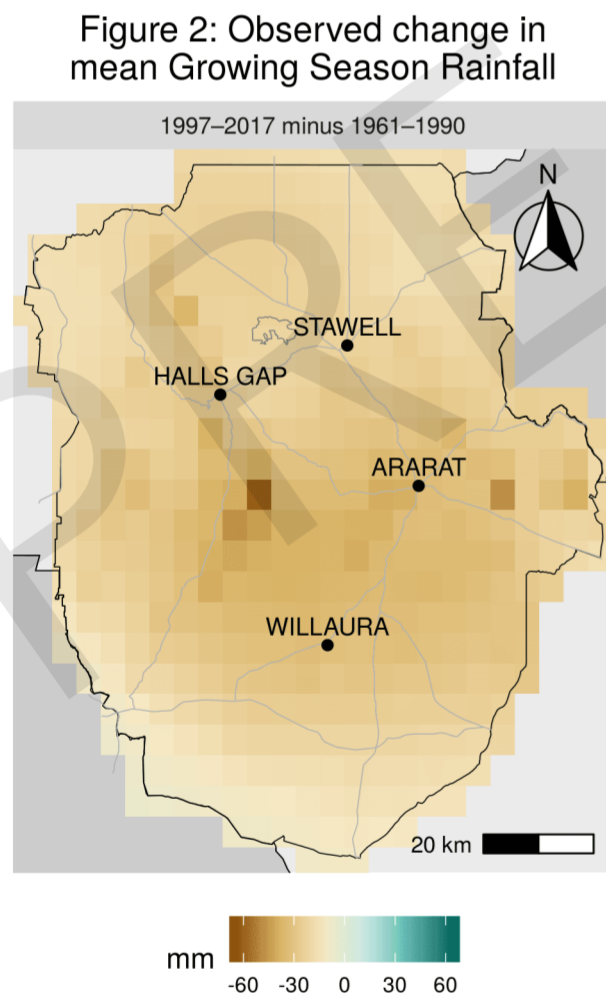 Figure 2: Observed change in
mean Growing Season Rainfall
1997–2017 minus 1961–1990
N
STAWELL
HALLS GAP
ARARAT
WILLAURA
20 km
mm
-60 -30 0 30 60